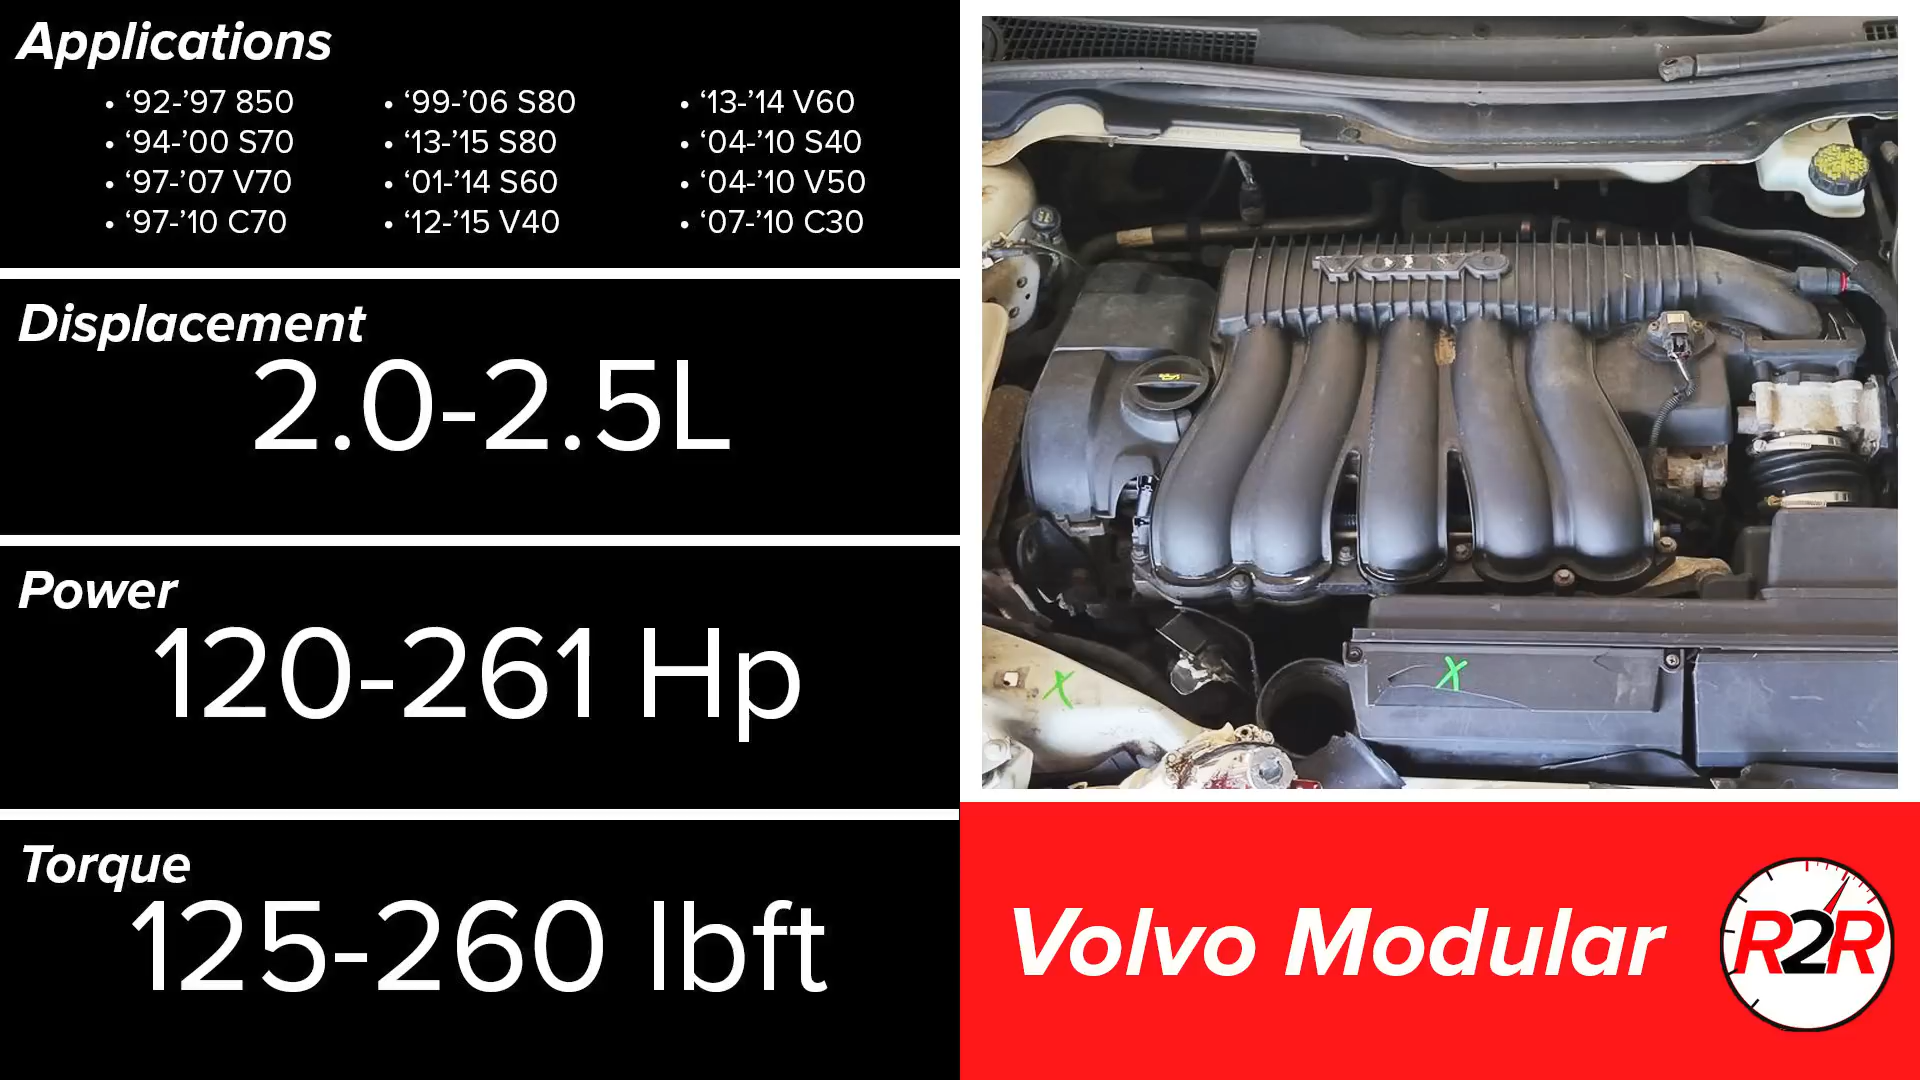 Applications
• ‘92-’97 850
• ‘94-’00 S70
• ‘97-’07 V70
• ‘97-’10 C70
• ‘99-’06 S80
• ‘13-’15 S80
• ‘01-’14 S60
• ‘12-’15 V40
• ‘13-’14 V60
• ‘04-’10 S40
• ‘04-’10 V50
• ‘07-’10 C30
Displacement
2.0-2.5L
Power
120-261 Hp
Torque
125-260 lbft
VOLVO
X
X
Volvo Modular
R2R